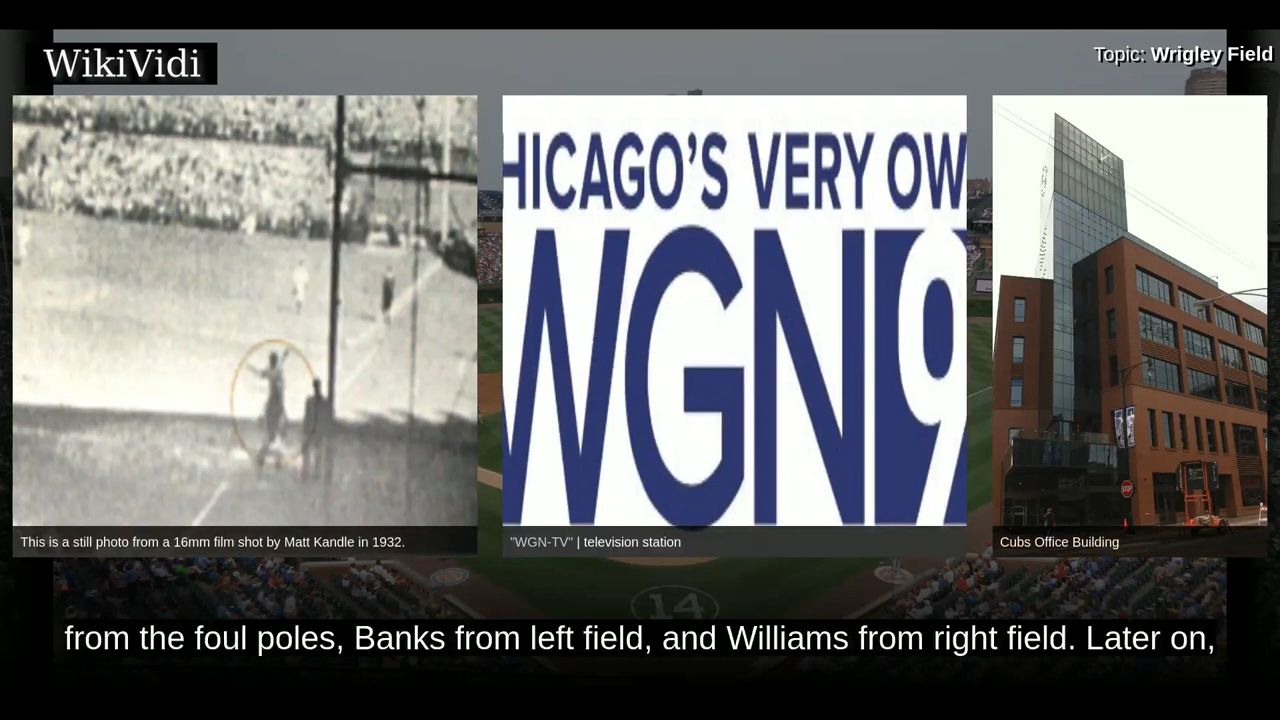 WikiVidi
Topic: Wrigley Field
HICAGO'S VERY OW
WGN9
STOP
This is a still photo from a 16mm film shot by Matt Kandle in 1932.
"WGN-TV" | television station
Cubs Office Building
14
from the foul poles, Banks from left field, and Williams from right field. Later on,